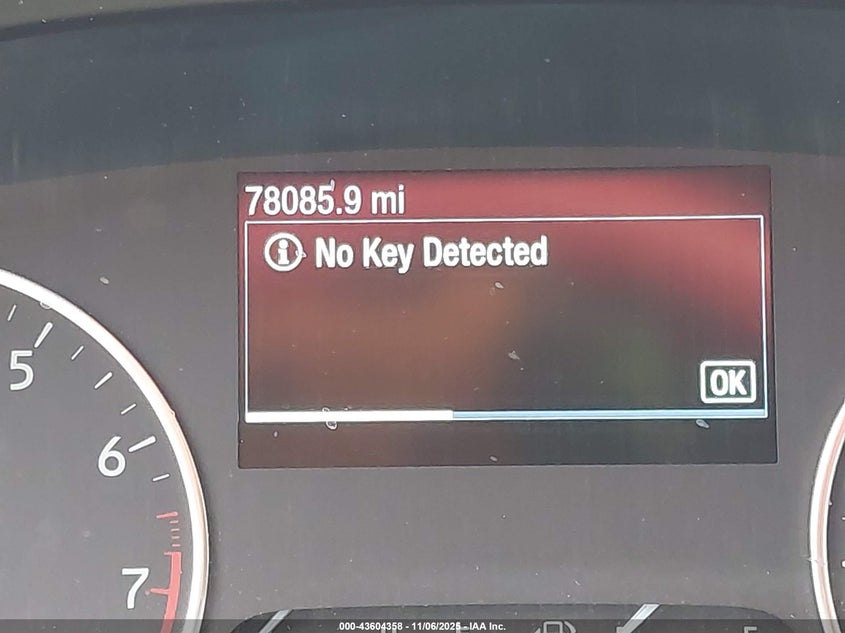 78085.9 mi
No Key Detected
OK
5
6
7
000-43604358 - 11/06/2025 - IAA Inc.